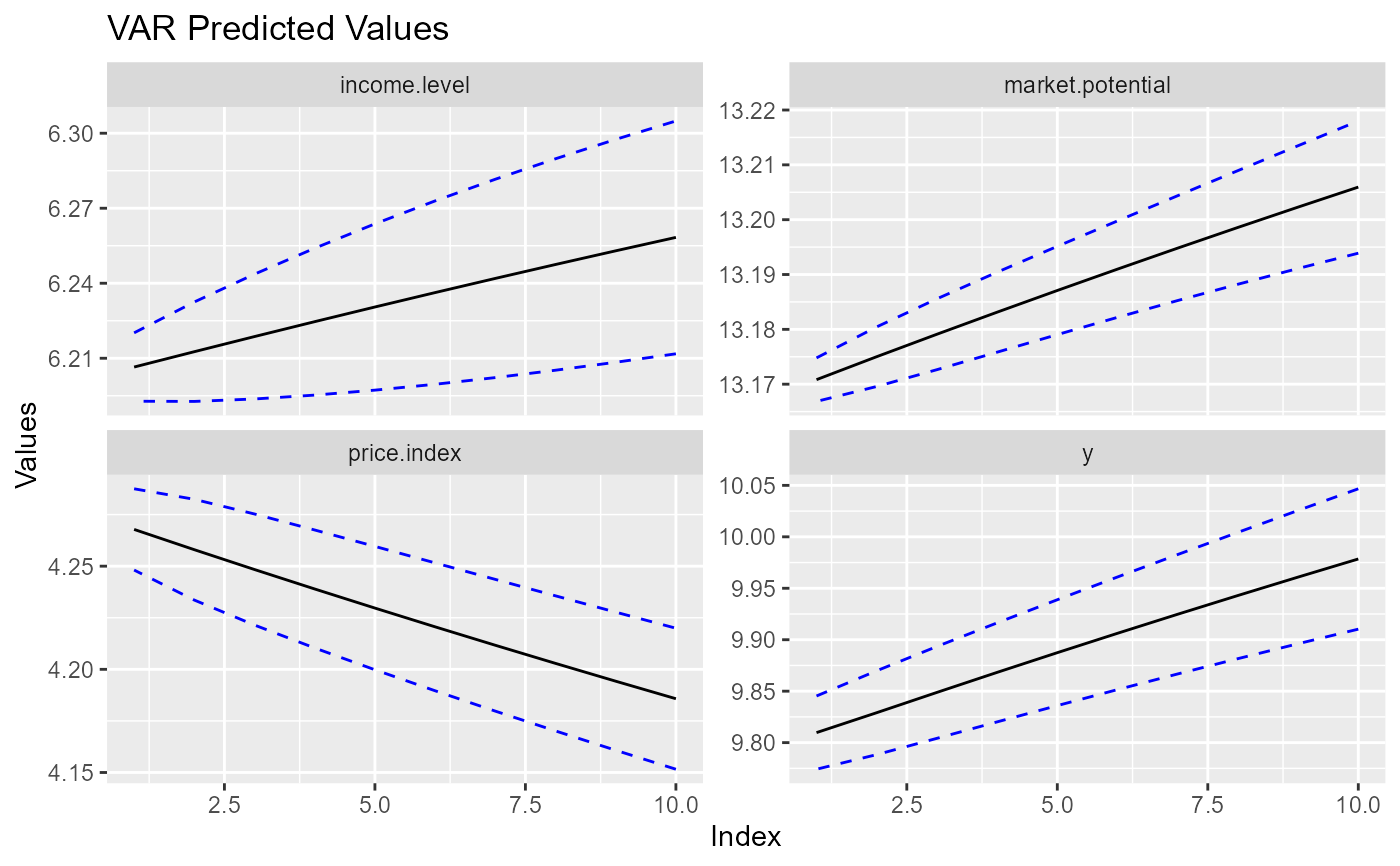 VAR Predicted Values
income.level
market.potential
6.30
6.27
6.24
6.21
13.22
13.21
13.20
13.19
13.18
13.17
Values
price.index
y
4.25
4.20
4.15
10.05
10.00
9.95
9.90
9.85
9.80
2.5 5.0 7.5 10.0
2.5 5.0 7.5 10.0
Index